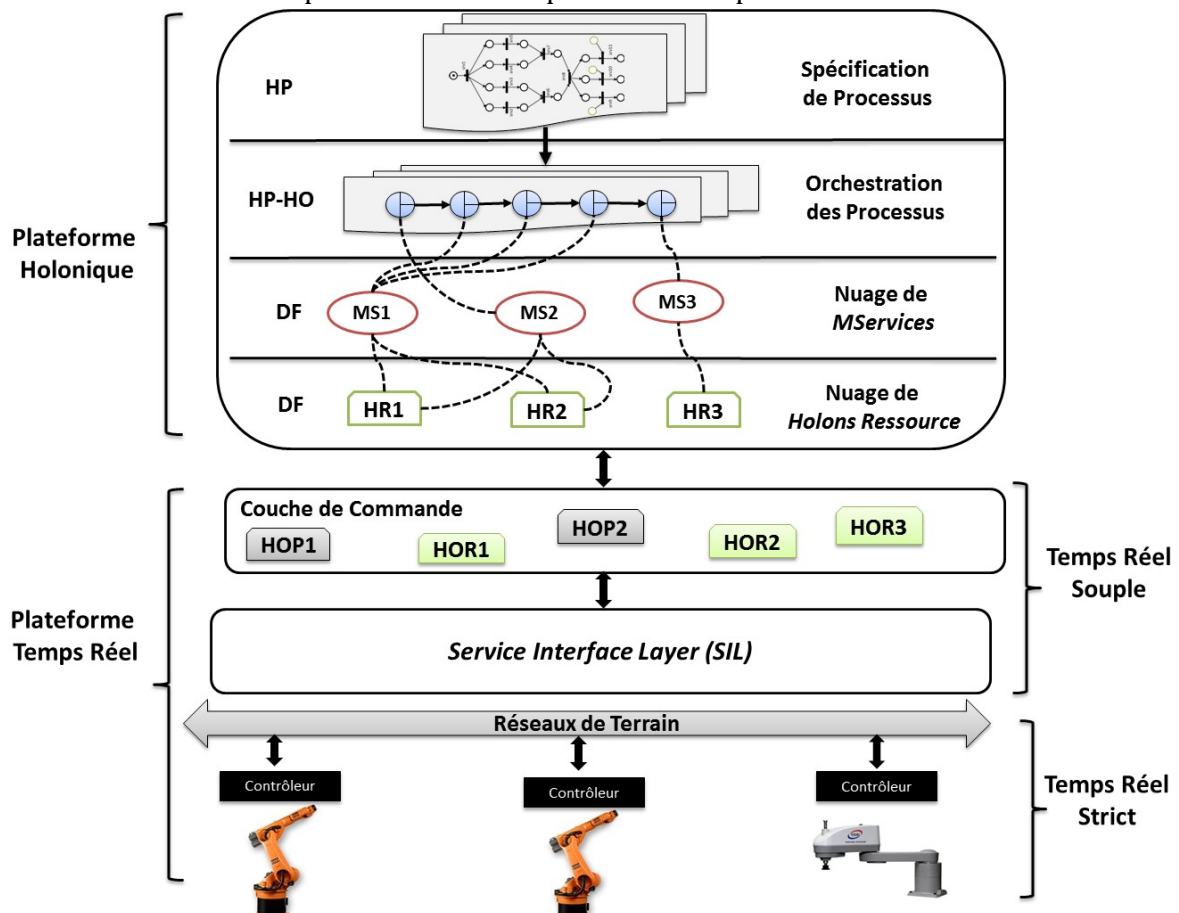 HP
Spécification
de Processus
HP-HO
Orchestration
des Processus
Plateforme
Holonique
DF
MS1
MS2
MS3
Nuage de
MServices
DF
HR1
HR2
HR3
Nuage de
Holons Ressource
Couche de Commande
HOP1
HOR1
HOP2
HOR2
HOR3
Temps Réel
Souple
Plateforme
Temps Réel
Service Interface Layer (SIL)
Réseaux de Terrain
Contrôleur
Contrôleur
Contrôleur
Temps Réel
Strict